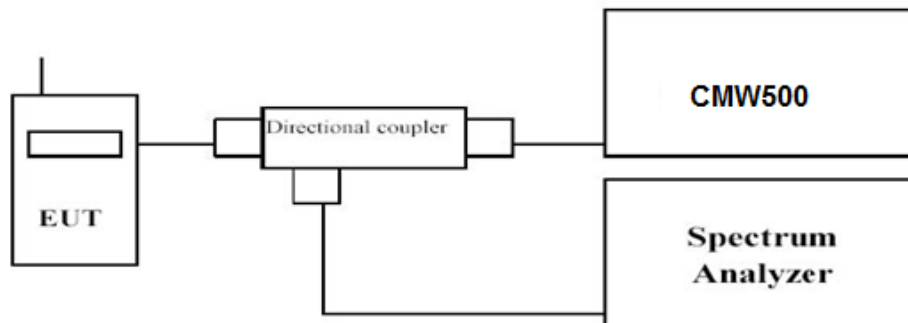 Directional coupler
CMW500
EUT
Spectrum
Analyzer